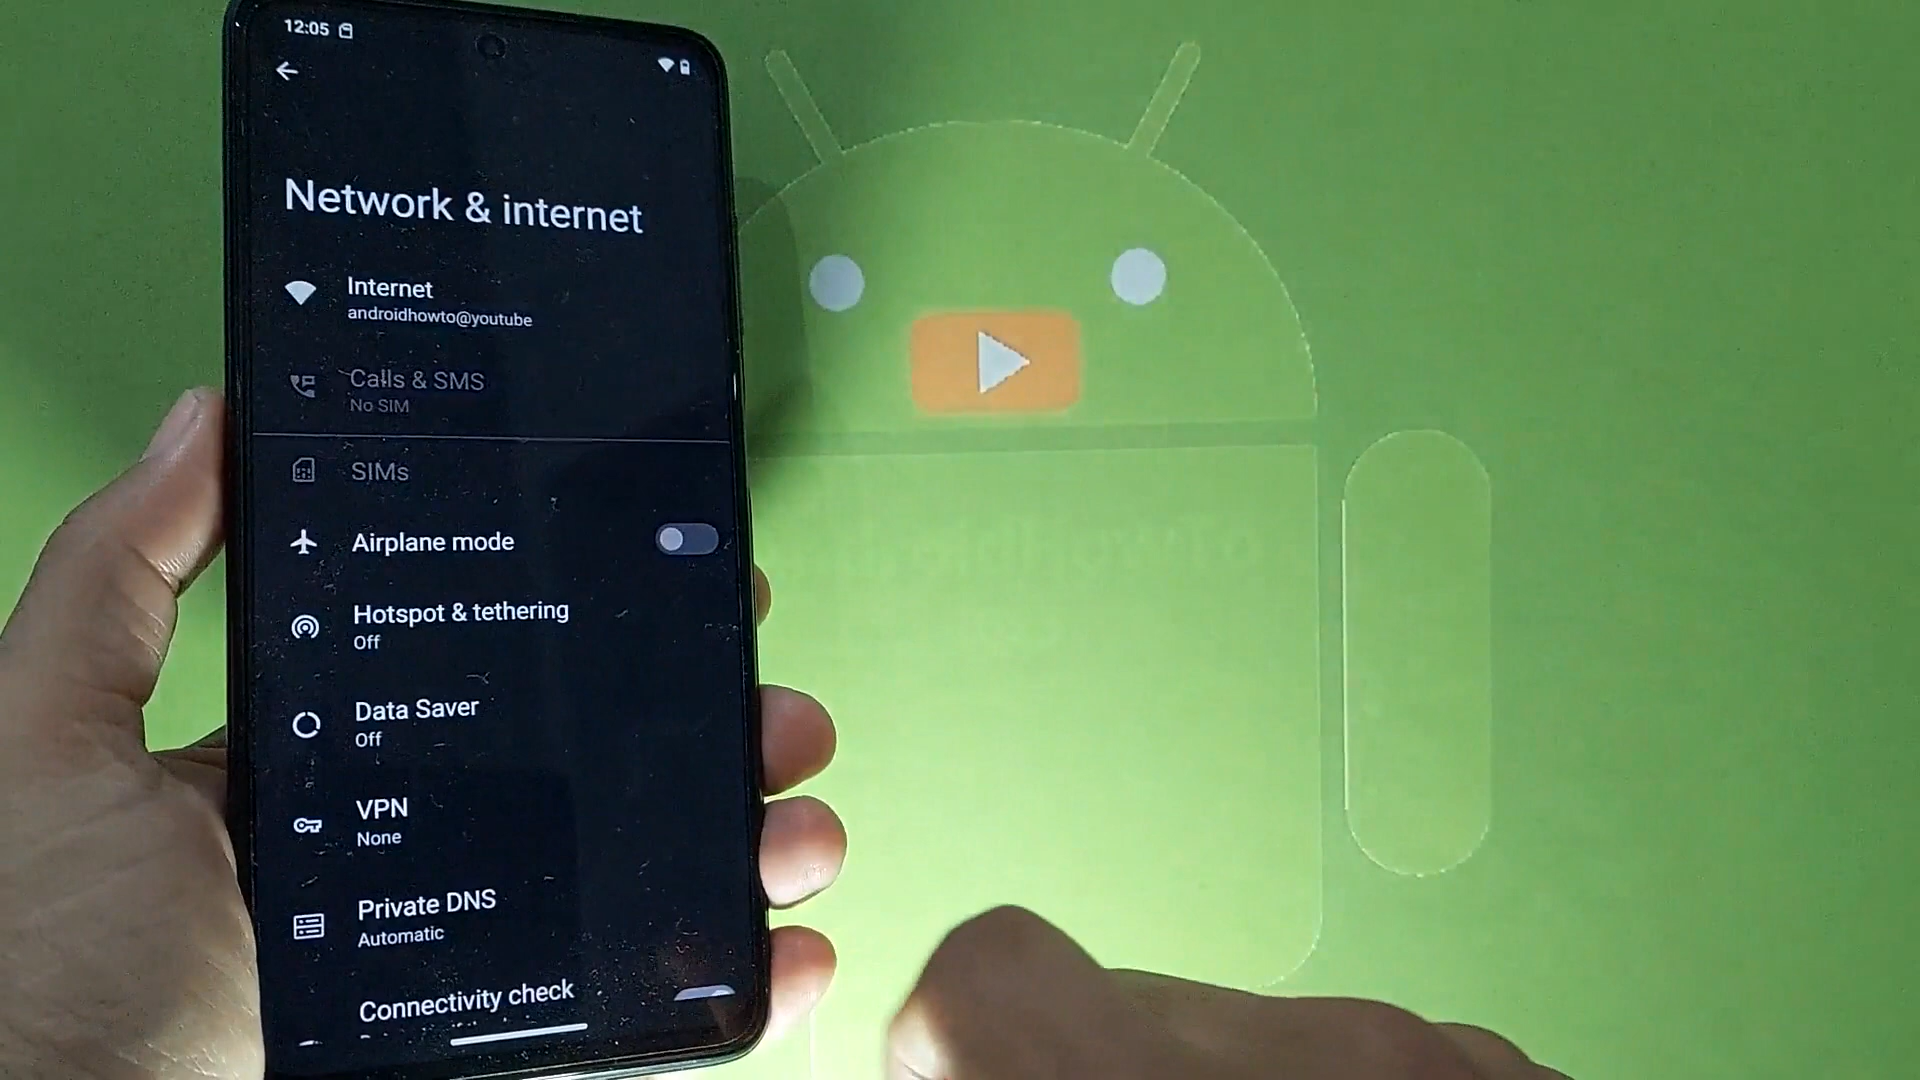 12:05
Network & internet
Internet
androidhowto@youtube
Calls & SMS
No SIM
SIMs
Airplane mode
Hotspot & tethering
Off
Data Saver
Off
VPN
None
Private DNS
Automatic
Connectivity check